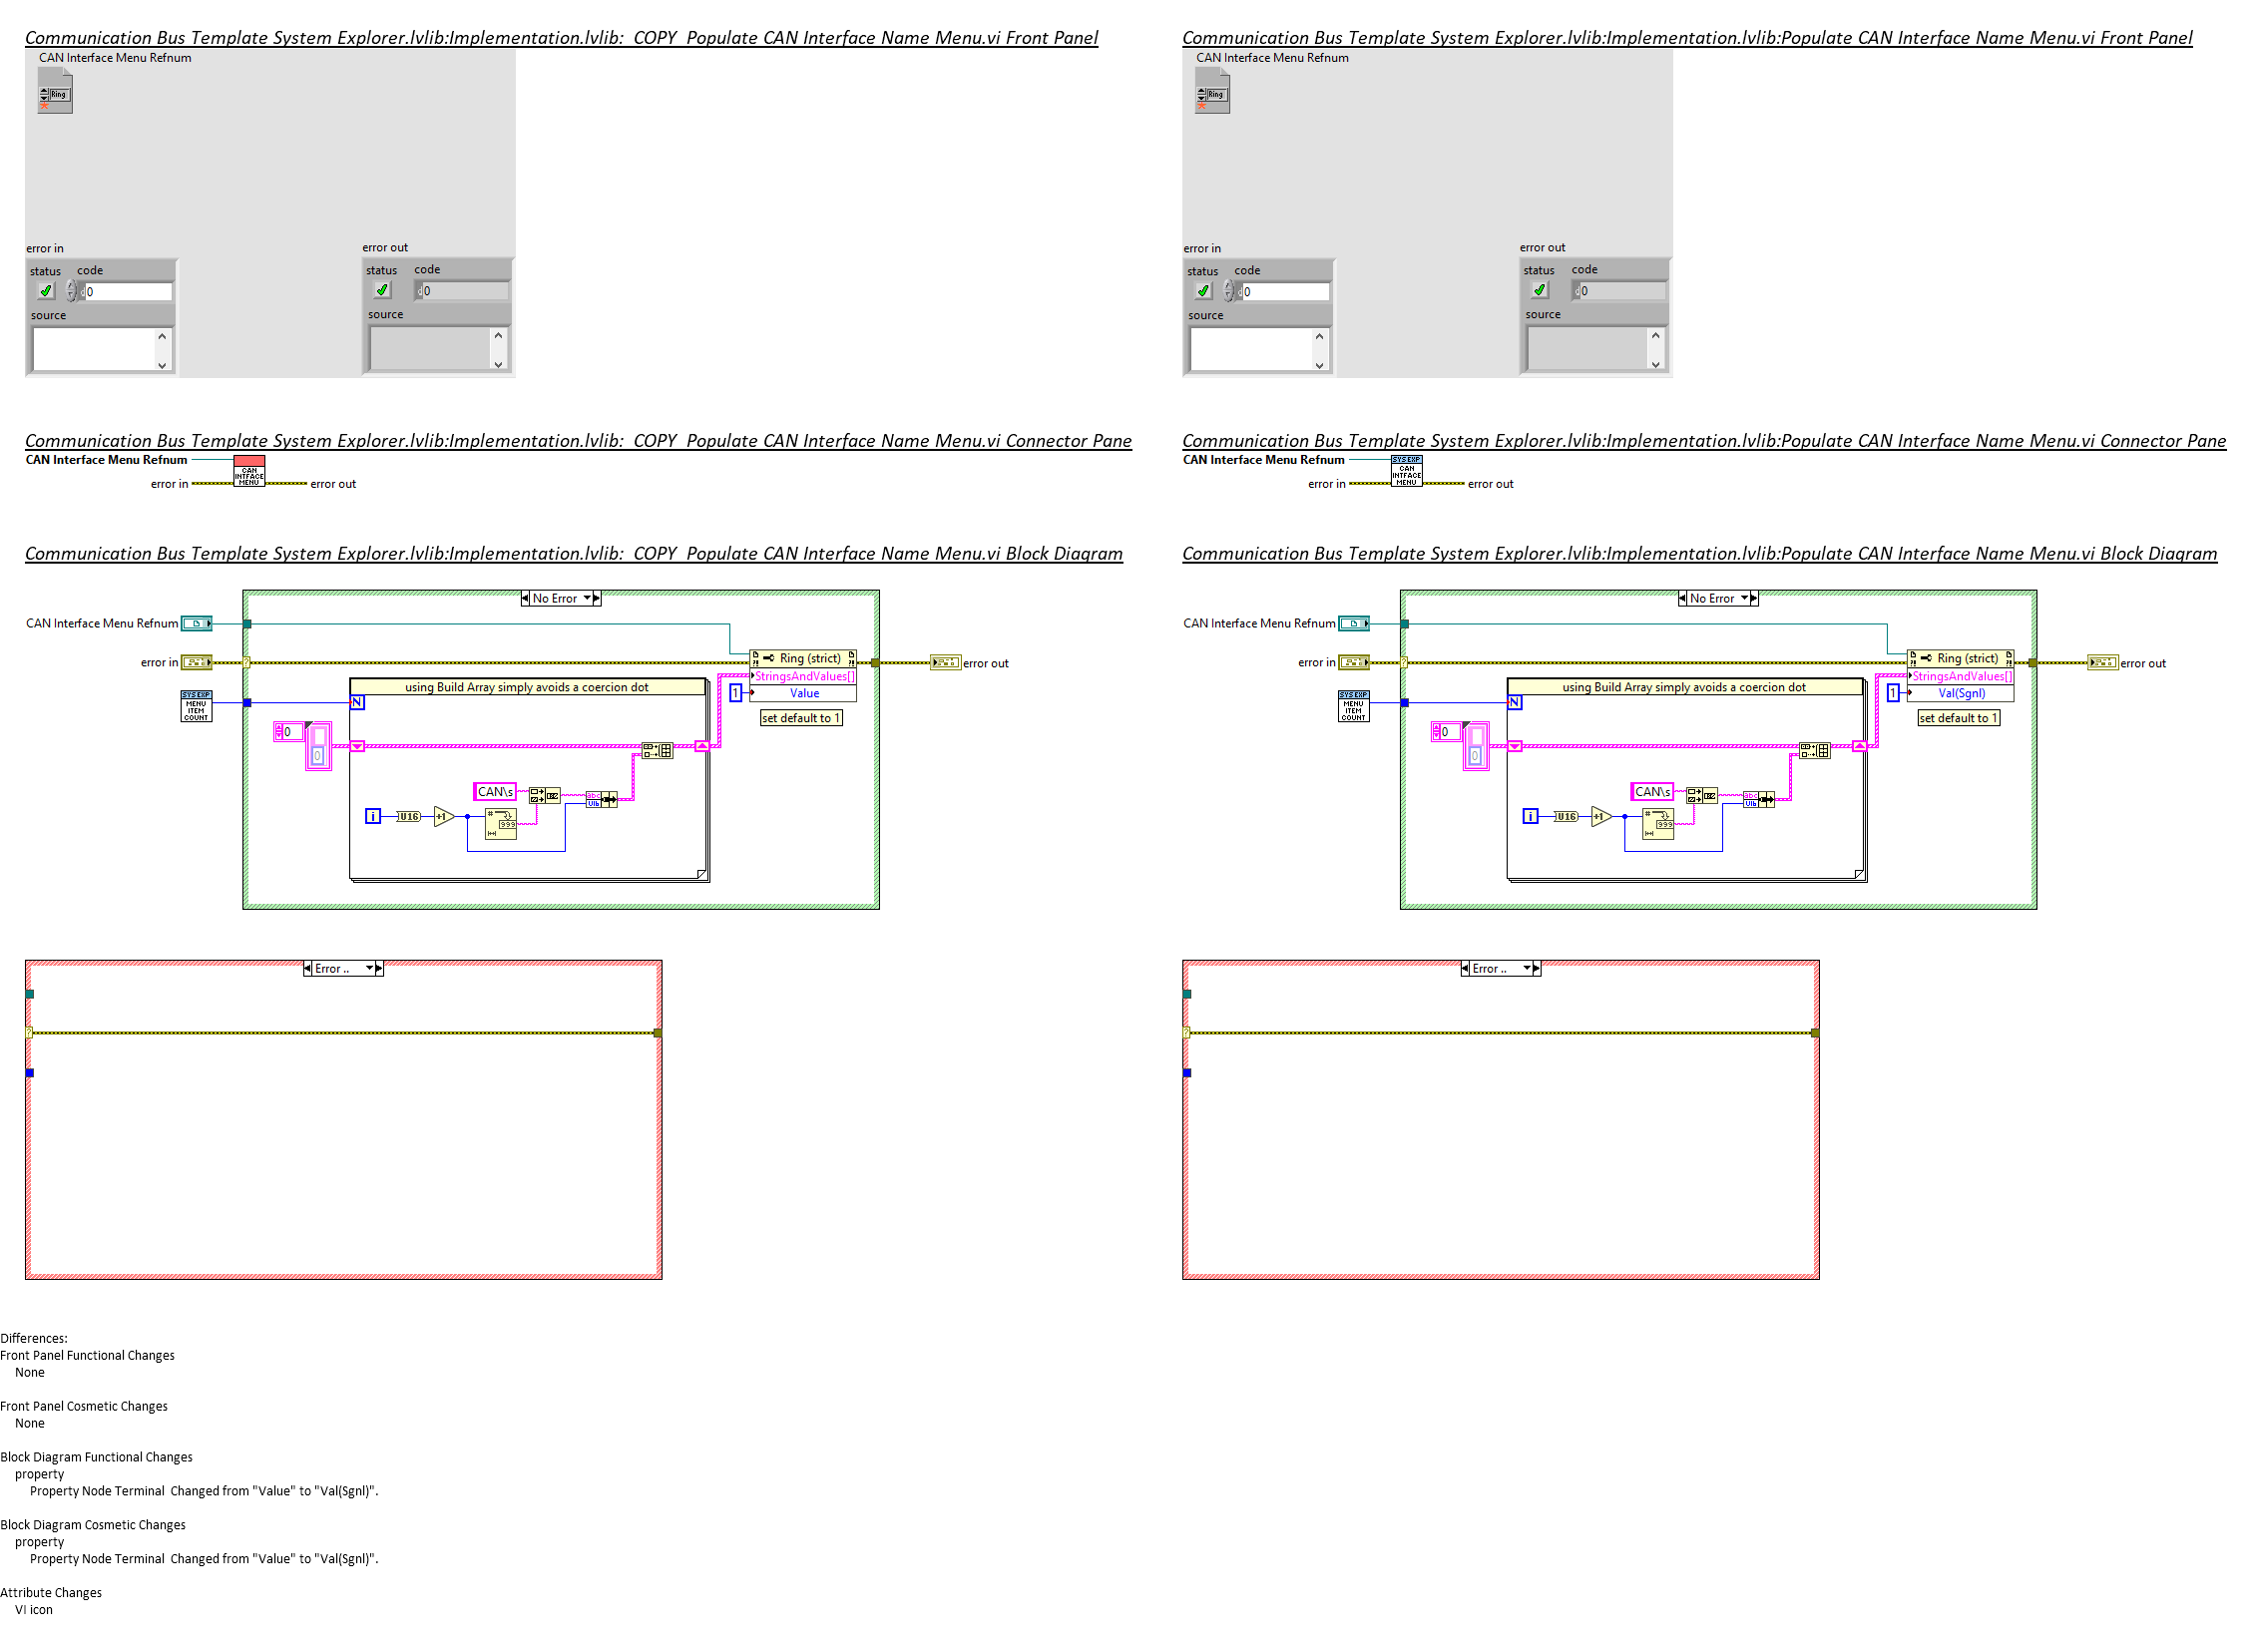 Communication Bus Template System Explorer.lvlib:Implementation.lvlib:  COPY  Populate CAN Interface Name Menu.vi Front Panel
CAN Interface Menu Refnum
Ring
error in
status code
0
source
error out
status code
0
source
Communication Bus Template System Explorer.lvlib:Implementation.lvlib:Populate CAN Interface Name Menu.vi Front Panel
CAN Interface Menu Refnum
Ring
error in
status code
0
source
error out
status code
0
source
Communication Bus Template System Explorer.lvlib:Implementation.lvlib:  COPY  Populate CAN Interface Name Menu.vi Connector Pane
CAN Interface Menu Refnum
CAN
INTFACE
MENU
error in
error out
Communication Bus Template System Explorer.lvlib:Implementation.lvlib:Populate CAN Interface Name Menu.vi Connector Pane
CAN Interface Menu Refnum
SYS EXP
CAN
INTFACE
MENU
error in
error out
Communication Bus Template System Explorer.lvlib:Implementation.lvlib:  COPY  Populate CAN Interface Name Menu.vi Block Diagram
No Error
CAN Interface Menu Refnum
error in
Ring (strict)
error out
StringsAndValues[]
1 Value
set default to 1
using Build Array simply avoids a coercion dot
SYS EXP
MENU
ITEM
COUNT
N
0
0
CAN\s
abc
U16
i
U16
+1
#
999
Error ..
?
Communication Bus Template System Explorer.lvlib:Implementation.lvlib:Populate CAN Interface Name Menu.vi Block Diagram
No Error
CAN Interface Menu Refnum
error in
Ring (strict)
error out
StringsAndValues[]
1 Val(Sgnl)
set default to 1
using Build Array simply avoids a coercion dot
SYS EXP
MENU
ITEM
COUNT
N
0
0
CAN\s
abc
U16
i
U16
+1
#
999
Error ..
?
Differences:
Front Panel Functional Changes
None
Front Panel Cosmetic Changes
None
Block Diagram Functional Changes
property
Property Node Terminal  Changed from "Value" to "Val(Sgnl)".
Block Diagram Cosmetic Changes
property
Property Node Terminal  Changed from "Value" to "Val(Sgnl)".
Attribute Changes
VI icon